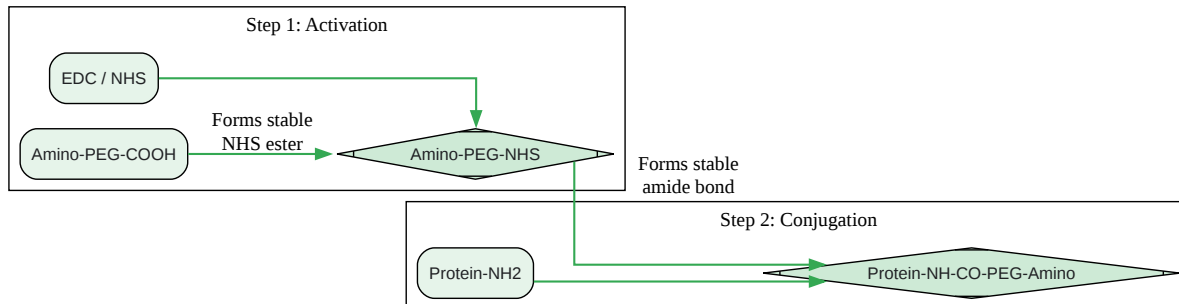 Step 1: Activation
EDC / NHS
Forms stable
NHS ester
Amino-PEG-COOH
Amino-PEG-NHS
Forms stable
amide bond
Step 2: Conjugation
Protein-NH2
Protein-NH-CO-PEG-Amino